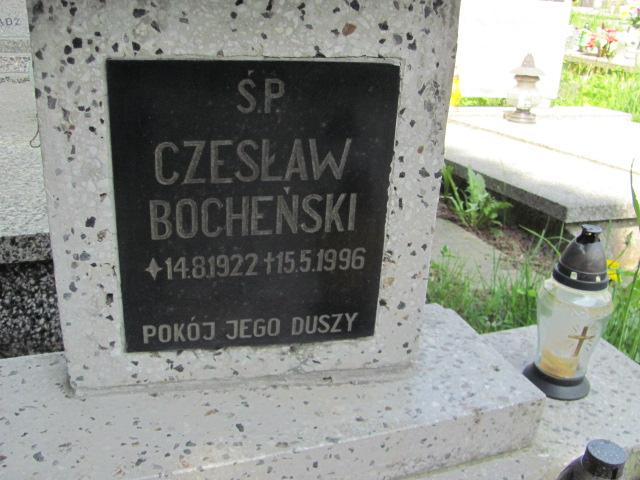 Ś.P.
CZESŁAW
BOCHEŃSKI
14.8.1922 †15.5.1996
POKÓJ JEGO DUSZY